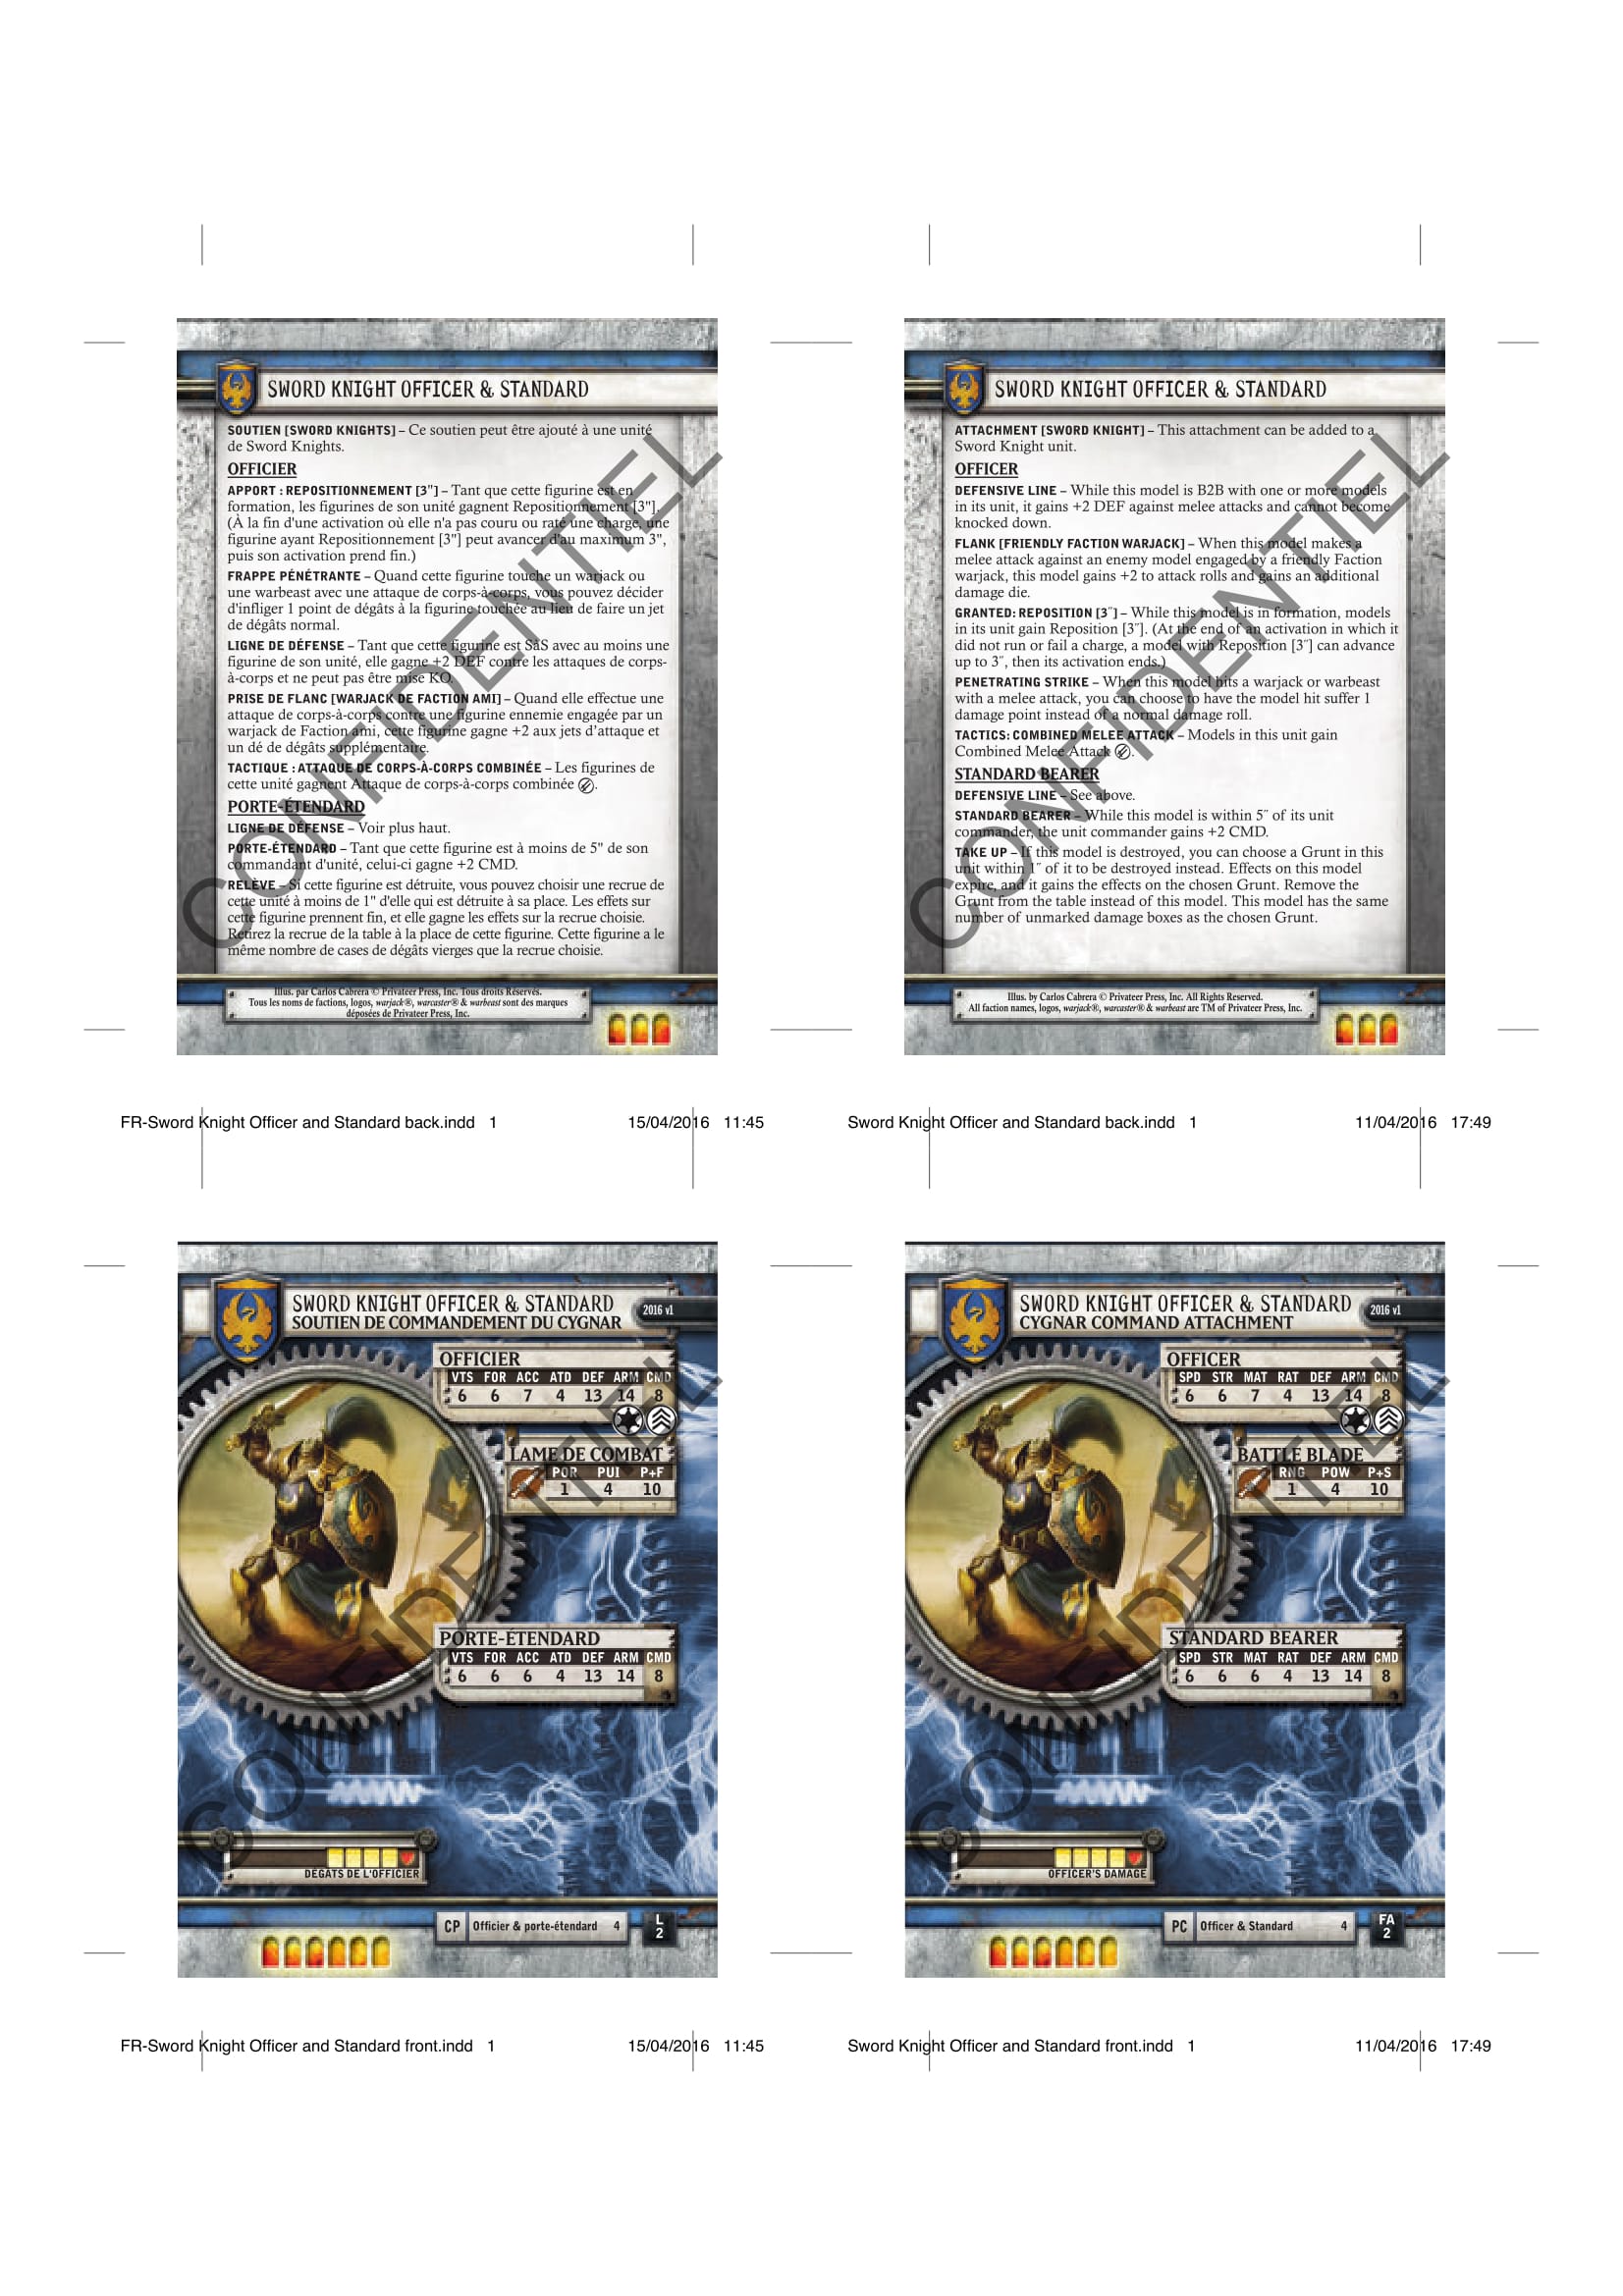 SWORD KNIGHT OFFICER & STANDARD
SOUTIEN [SWORD KNIGHTS] – Ce soutien peut être ajouté à une unité
de Sword Knights.
OFFICIER
APPORT : REPOSITIONNEMENT [3"] – Tant que cette figurine est en
formation, les figurines de son unité gagnent Repositionnement [3"].
(À la fin d'une activation où elle n'a pas couru ou raté une charge, une
figurine ayant Repositionnement [3"] peut avancer d'au maximum 3",
puis son activation prend fin.)
FRAPPE PÉNÉTRANTE – Quand cette figurine touche un warjack ou
une warbeast avec une attaque de corps-à-corps, vous pouvez décider
d'infliger 1 point de dégâts à la figurine touchée au lieu de faire un jet
de dégâts normal.
LIGNE DE DÉFENSE – Tant que cette figurine est SàS avec au moins une
figurine de son unité, elle gagne +2 DEF contre les attaques de corps-
à-corps et ne peut pas être mise KO.
PRISE DE FLANC [WARJACK DE FACTION AMI] – Quand elle effectue une
attaque de corps-à-corps contre une figurine ennemie engagée par un
warjack de Faction ami, cette figurine gagne +2 aux jets d'attaque et
un dé de dégâts supplémentaire.
TACTIQUE : ATTAQUE DE CORPS-À-CORPS COMBINÉE – Les figurines de
cette unité gagnent Attaque de corps-à-corps combinée .
PORTE-ÉTENDARD
LIGNE DE DÉFENSE – Voir plus haut.
PORTE-ÉTENDARD – Tant que cette figurine est à moins de 5" de son
commandant d'unité, celui-ci gagne +2 CMD.
RELÈVE – Si cette figurine est détruite, vous pouvez choisir une recrue de
cette unité à moins de 1" d'elle qui est détruite à sa place. Les effets sur
cette figurine prennent fin, et elle gagne les effets sur la recrue choisie.
Retirez la recrue de la table à la place de cette figurine. Cette figurine a le
même nombre de cases de dégâts vierges que la recrue choisie.
Illus. par Carlos Cabrera © Privateer Press, Inc. Tous droits Réservés.
Tous les noms de factions, logos, warjack®, warcaster® & warbeast sont des marques
déposées de Privateer Press, Inc.
CONFIDENTIEL
FR-Sword Knight Officer and Standard back.indd 1 15/04/2016 11:45
SWORD KNIGHT OFFICER & STANDARD
ATTACHMENT [SWORD KNIGHT] – This attachment can be added to a
Sword Knight unit.
OFFICER
DEFENSIVE LINE – While this model is B2B with one or more models
in its unit, it gains +2 DEF against melee attacks and cannot become
knocked down.
FLANK [FRIENDLY FACTION WARJACK] – When this model makes a
melee attack against an enemy model engaged by a friendly Faction
warjack, this model gains +2 to attack rolls and gains an additional
damage die.
GRANTED: REPOSITION [3˝] – While this model is in formation, models
in its unit gain Reposition [3˝]. (At the end of an activation in which it
did not run or fail a charge, a model with Reposition [3˝] can advance
up to 3˝, then its activation ends.)
PENETRATING STRIKE – When this model hits a warjack or warbeast
with a melee attack, you can choose to have the model hit suffer 1
damage point instead of a normal damage roll.
TACTICS: COMBINED MELEE ATTACK – Models in this unit gain
Combined Melee Attack .
STANDARD BEARER
DEFENSIVE LINE – See above.
STANDARD BEARER – While this model is within 5˝ of its unit
commander, the unit commander gains +2 CMD.
TAKE UP – If this model is destroyed, you can choose a Grunt in this
unit within 1˝ of it to be destroyed instead. Effects on this model
expire, and it gains the effects on the chosen Grunt. Remove the
Grunt from the table instead of this model. This model has the same
number of unmarked damage boxes as the chosen Grunt.
Illus. by Carlos Cabrera © Privateer Press, Inc. All Rights Reserved.
All faction names, logos, warjack®, warcaster® & warbeast are TM of Privateer Press, Inc.
CONFIDENTIEL
Sword Knight Officer and Standard back.indd 1 11/04/2016 17:49
SWORD KNIGHT OFFICER & STANDARD
SOUTIEN DE COMMANDEMENT DU CYGNAR
2016 v1
OFFICIER
VTS FOR ACC ATD DEF ARM CMD
6 6 7 4 13 14 8
LAME DE COMBAT
POR PUI P+F
1 4 10
PORTE-ÉTENDARD
VTS FOR ACC ATD DEF ARM CMD
6 6 6 4 13 14 8
DÉGÂTS DE L'OFFICIER
CP Officier & porte-étendard 4
L
2
CONFIDENTIEL
FR-Sword Knight Officer and Standard front.indd 1 15/04/2016 11:45
SWORD KNIGHT OFFICER & STANDARD
CYGNAR COMMAND ATTACHMENT
2016 v1
OFFICER
SPD STR MAT RAT DEF ARM CMD
6 6 7 4 13 14 8
BATTLE BLADE
RNG POW P+S
1 4 10
STANDARD BEARER
SPD STR MAT RAT DEF ARM CMD
6 6 6 4 13 14 8
OFFICER'S DAMAGE
PC Officer & Standard 4
FA
2
CONFIDENTIEL
Sword Knight Officer and Standard front.indd 1 11/04/2016 17:49